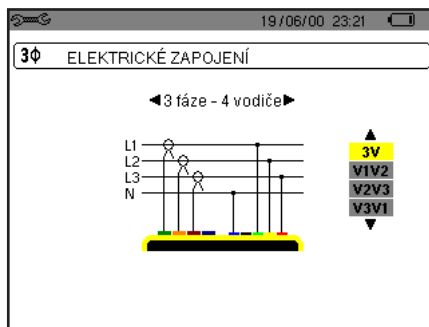 19/06/00 23:21
3Φ ELEKTRICKÉ ZAPOJENÍ
◄3 fáze - 4 vodiče►
L1
L2
L3
N
3V
V1V2
V2V3
V3V1